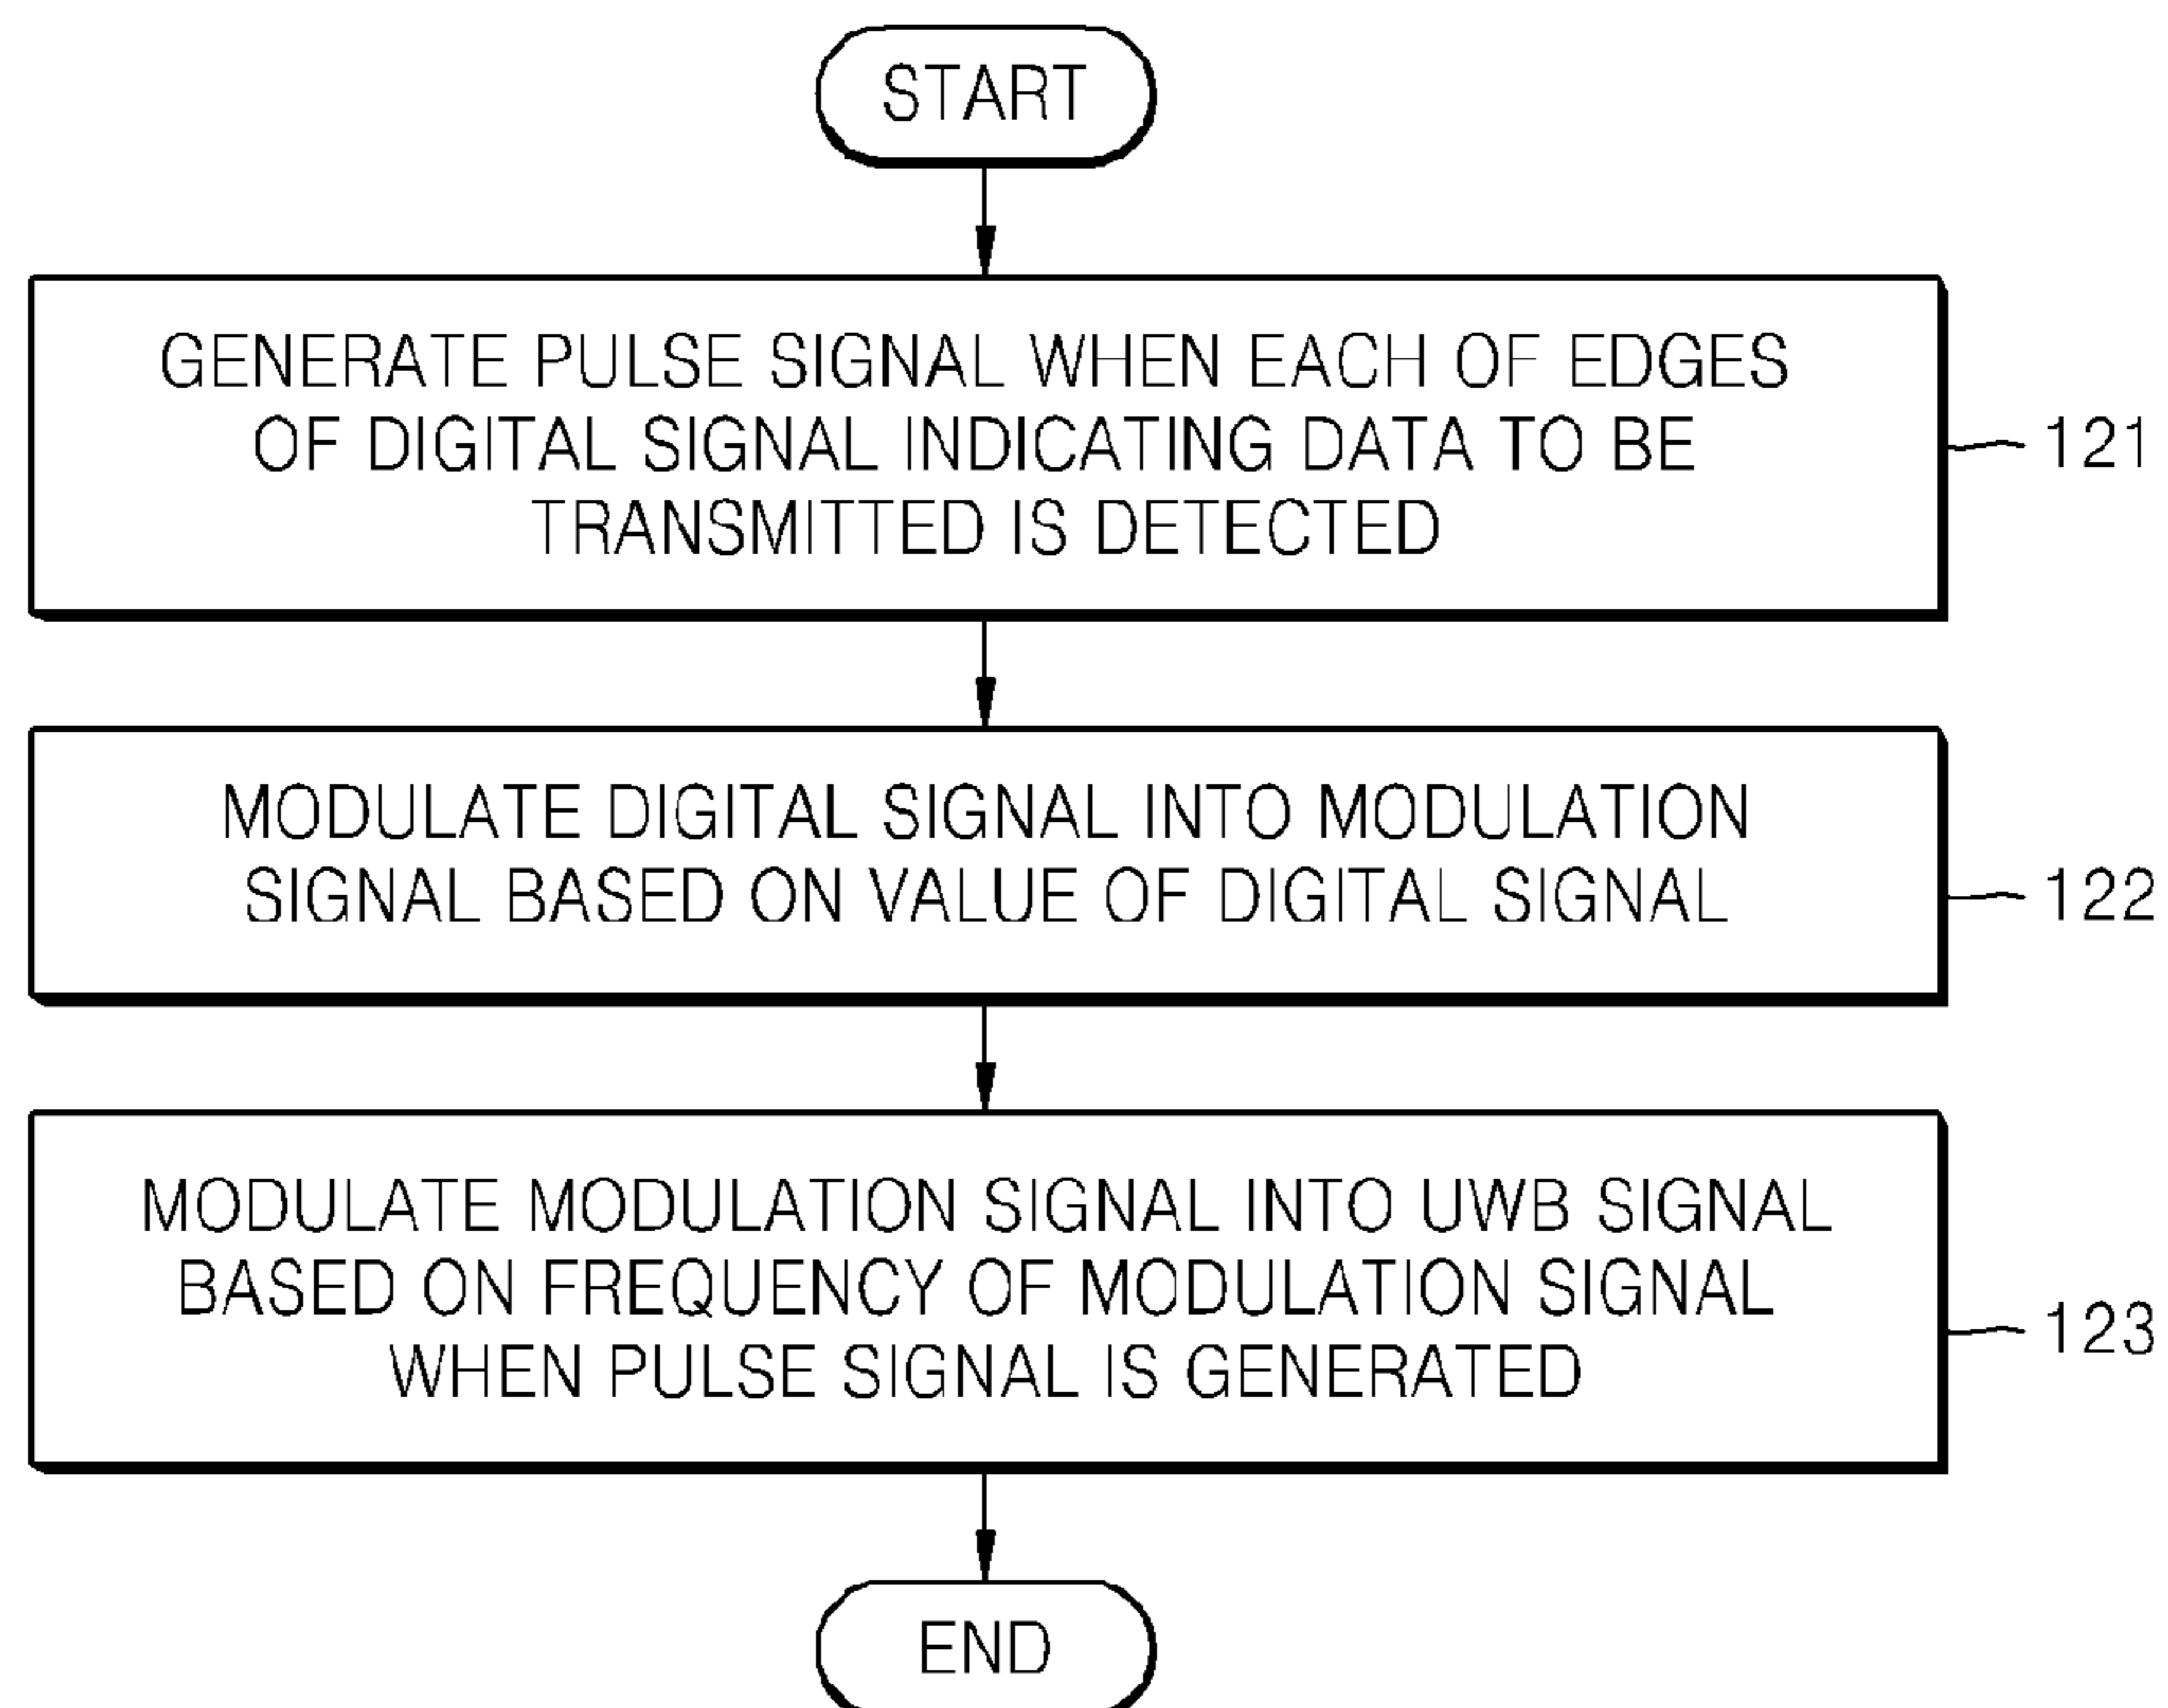 START
GENERATE PULSE SIGNAL WHEN EACH OF EDGES
OF DIGITAL SIGNAL INDICATING DATA TO BE
TRANSMITTED IS DETECTED
121
MODULATE DIGITAL SIGNAL INTO MODULATION
SIGNAL BASED ON VALUE OF DIGITAL SIGNAL
122
MODULATE MODULATION SIGNAL INTO UWB SIGNAL
BASED ON FREQUENCY OF MODULATION SIGNAL
WHEN PULSE SIGNAL IS GENERATED
123
END